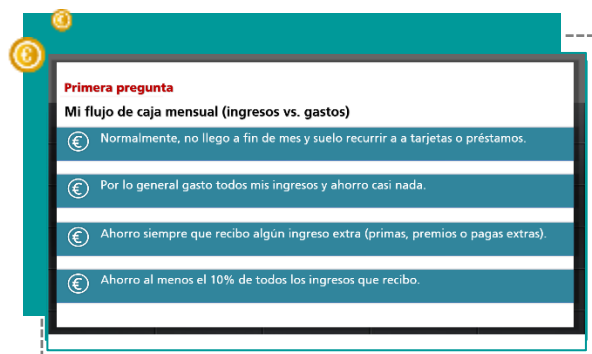 Primera pregunta
Mi flujo de caja mensual (ingresos vs. gastos)
Normalmente, no llego a fin de mes y suelo recurrir a a tarjetas o préstamos.
Por lo general gasto todos mis ingresos y ahorro casi nada.
Ahorro siempre que recibo algún ingreso extra (primas, premios o pagas extras).
Ahorro al menos el 10% de todos los ingresos que recibo.